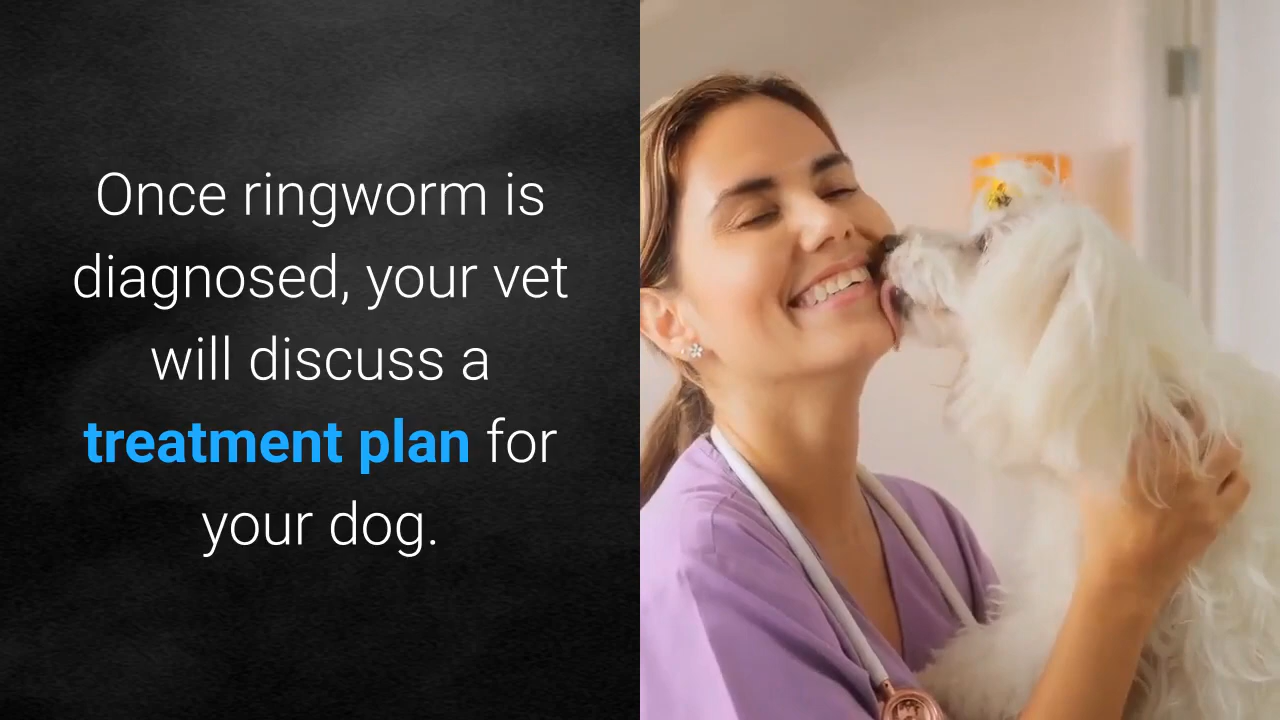 Once ringworm is
diagnosed, your vet
will discuss a
treatment plan for
your dog.